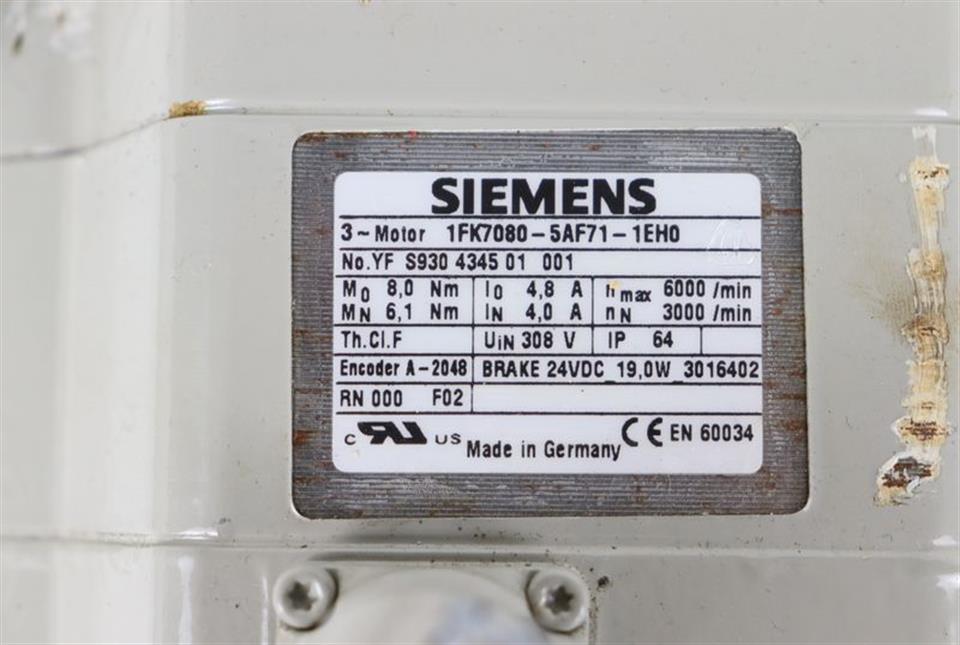 SIEMENS
3~Motor 1FK7080-5AF71-1EH0
No.YF S930 4345 01 001
M0 8,0 Nm I0 4,8 A nmax 6000 /min
MN 6,1 Nm IN 4,0 A nN 3000 /min
Th.Cl.F UIN 308 V IP 64
Encoder A-2048 BRAKE 24VDC_19,0W_3016402
RN 000 F02
c RU US Made in Germany CE EN 60034